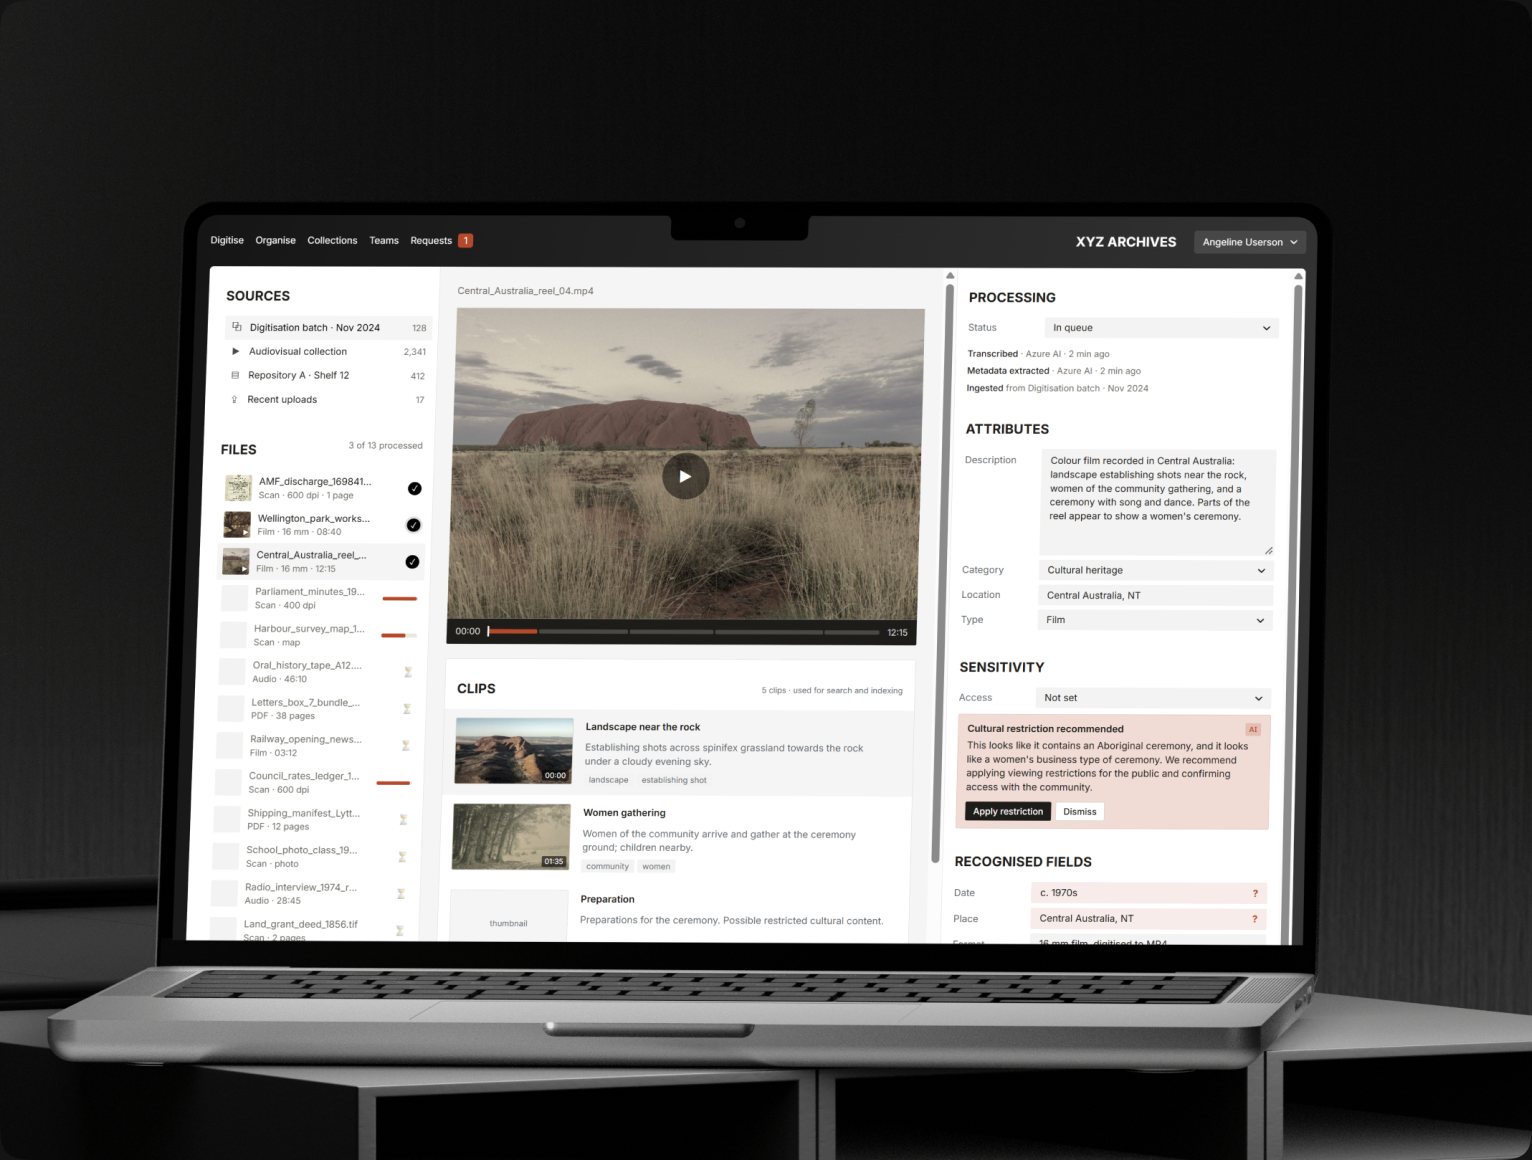 Digitise Organise Collections Teams Requests 1
XYZ ARCHIVES
Angeline Userson
SOURCES
Digitisation batch · Nov 2024 128
Audiovisual collection 2,341
Repository A · Shelf 12 412
Recent uploads 17
FILES
3 of 13 processed
AMF_discharge_169841...
Scan · 600 dpi · 1 page
Wellington_park_works...
Film · 16 mm · 08:40
Central_Australia_reel_...
Film · 16 mm · 12:15
Parliament_minutes_19...
Scan · 400 dpi
Harbour_survey_map_1...
Scan · map
Oral_history_tape_A12....
Audio · 46:10
Letters_box_7_bundle_...
PDF · 38 pages
Railway_opening_news...
Film · 03:12
Council_rates_ledger_1...
Scan · 600 dpi
Shipping_manifest_Lytt...
PDF · 12 pages
School_photo_class_19...
Scan · photo
Radio_interview_1974_r...
Audio · 28:45
Land_grant_deed_1856.tif
Scan · 2 pages
Central_Australia_reel_04.mp4
00:00 12:15
CLIPS
5 clips · used for search and indexing
00:00
Landscape near the rock
Establishing shots across spinifex grassland towards the rock
under a cloudy evening sky.
landscape establishing shot
01:35
Women gathering
Women of the community arrive and gather at the ceremony
ground; children nearby.
community women
thumbnail
Preparation
Preparations for the ceremony. Possible restricted cultural content.
PROCESSING
Status In queue
Transcribed · Azure AI · 2 min ago
Metadata extracted · Azure AI · 2 min ago
Ingested from Digitisation batch · Nov 2024
ATTRIBUTES
Description
Colour film recorded in Central Australia:
landscape establishing shots near the rock,
women of the community gathering, and a
ceremony with song and dance. Parts of the
reel appear to show a women's ceremony.
Category Cultural heritage
Location Central Australia, NT
Type Film
SENSITIVITY
Access Not set
Cultural restriction recommended AI
This looks like it contains an Aboriginal ceremony, and it looks
like a women's business type of ceremony. We recommend
applying viewing restrictions for the public and confirming
access with the community.
Apply restriction Dismiss
RECOGNISED FIELDS
Date c. 1970s ?
Place Central Australia, NT ?
Format 16 mm film, digitised to MP4